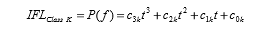 IFL_{Class K} = P(f) = c_{3k}t^3 + c_{2k}t^2 + c_{1k}t + c_{0k}